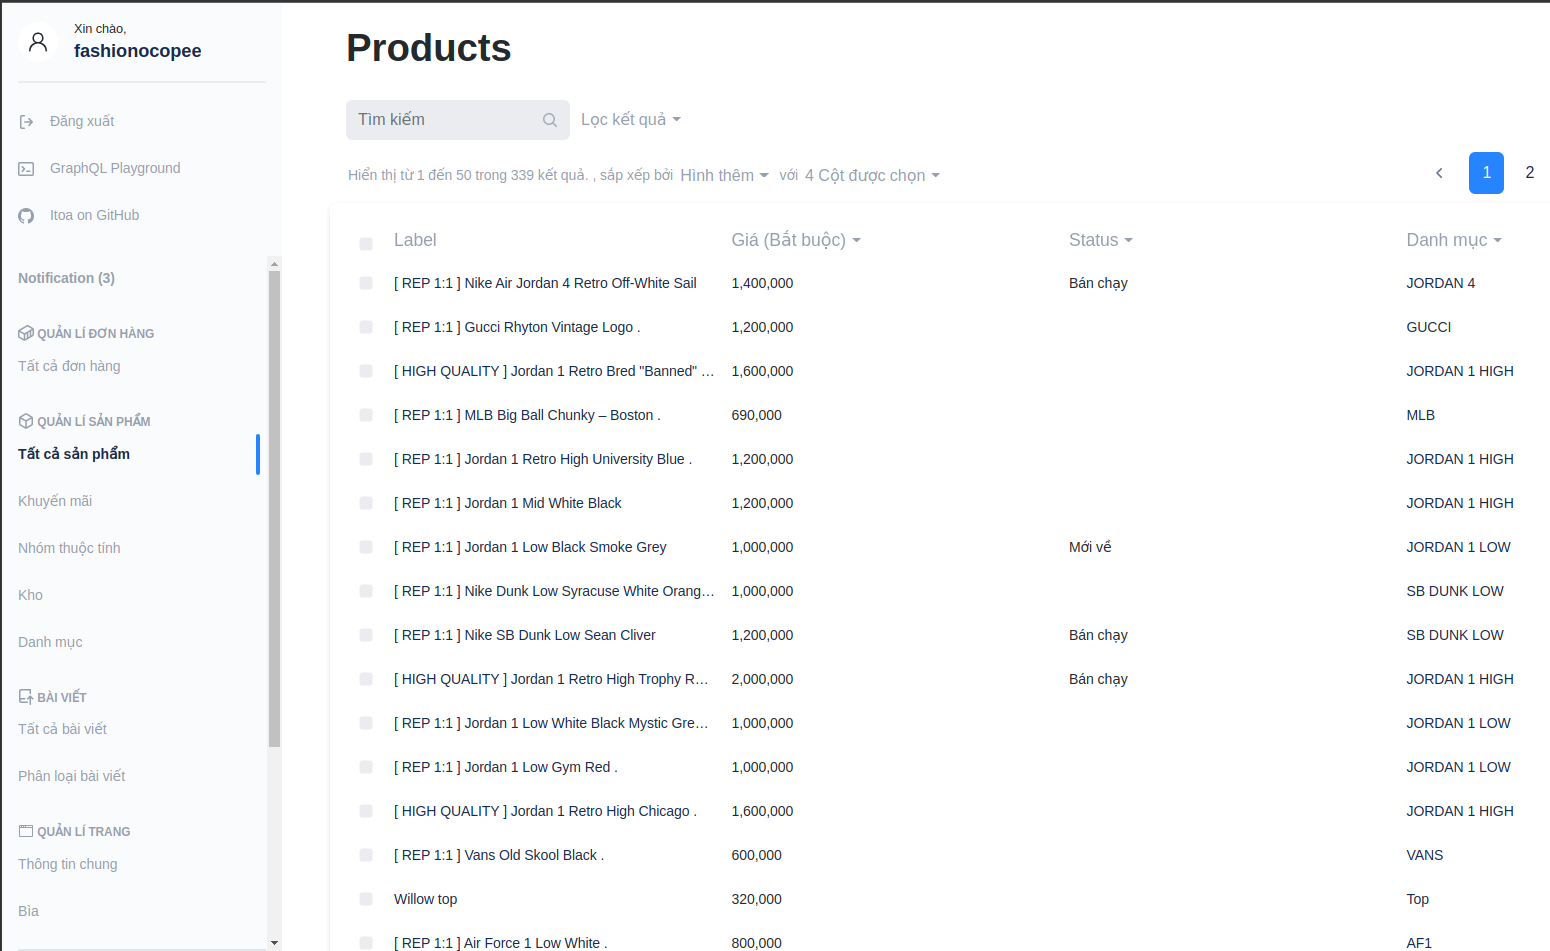 Xin chào,
fashionocopee
Đăng xuất
GraphQL Playground
Itoa on GitHub
Notification (3)
QUẢN LÍ ĐƠN HÀNG
Tất cả đơn hàng
QUẢN LÍ SẢN PHẨM
Tất cả sản phẩm
Khuyến mãi
Nhóm thuộc tính
Kho
Danh mục
BÀI VIẾT
Tất cả bài viết
Phân loại bài viết
QUẢN LÍ TRANG
Thông tin chung
Bìa
Products
Tìm kiếm Lọc kết quả
Hiển thị từ 1 đến 50 trong 339 kết quả. , sắp xếp bởi Hình thêm với 4 Cột được chọn 1 2
Label Giá (Bắt buộc) Status Danh mục
[ REP 1:1 ] Nike Air Jordan 4 Retro Off-White Sail 1,400,000 Bán chạy JORDAN 4
[ REP 1:1 ] Gucci Rhyton Vintage Logo . 1,200,000 GUCCI
[ HIGH QUALITY ] Jordan 1 Retro Bred "Banned" … 1,600,000 JORDAN 1 HIGH
[ REP 1:1 ] MLB Big Ball Chunky – Boston . 690,000 MLB
[ REP 1:1 ] Jordan 1 Retro High University Blue . 1,200,000 JORDAN 1 HIGH
[ REP 1:1 ] Jordan 1 Mid White Black 1,200,000 JORDAN 1 HIGH
[ REP 1:1 ] Jordan 1 Low Black Smoke Grey 1,000,000 Mới về JORDAN 1 LOW
[ REP 1:1 ] Nike Dunk Low Syracuse White Orang… 1,000,000 SB DUNK LOW
[ REP 1:1 ] Nike SB Dunk Low Sean Cliver 1,200,000 Bán chạy SB DUNK LOW
[ HIGH QUALITY ] Jordan 1 Retro High Trophy R… 2,000,000 Bán chạy JORDAN 1 HIGH
[ REP 1:1 ] Jordan 1 Low White Black Mystic Gre… 1,000,000 JORDAN 1 LOW
[ REP 1:1 ] Jordan 1 Low Gym Red . 1,000,000 JORDAN 1 LOW
[ HIGH QUALITY ] Jordan 1 Retro High Chicago . 1,600,000 JORDAN 1 HIGH
[ REP 1:1 ] Vans Old Skool Black . 600,000 VANS
Willow top 320,000 Top
[ REP 1:1 ] Air Force 1 Low White . 800,000 AF1